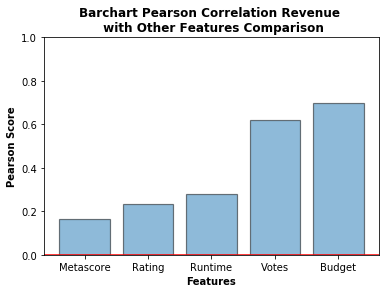 Barchart Pearson Correlation Revenue
with Other Features Comparison
1.0
0.8
0.6
0.4
0.2
0.0
Pearson Score
Metascore Rating Runtime Votes Budget
Features